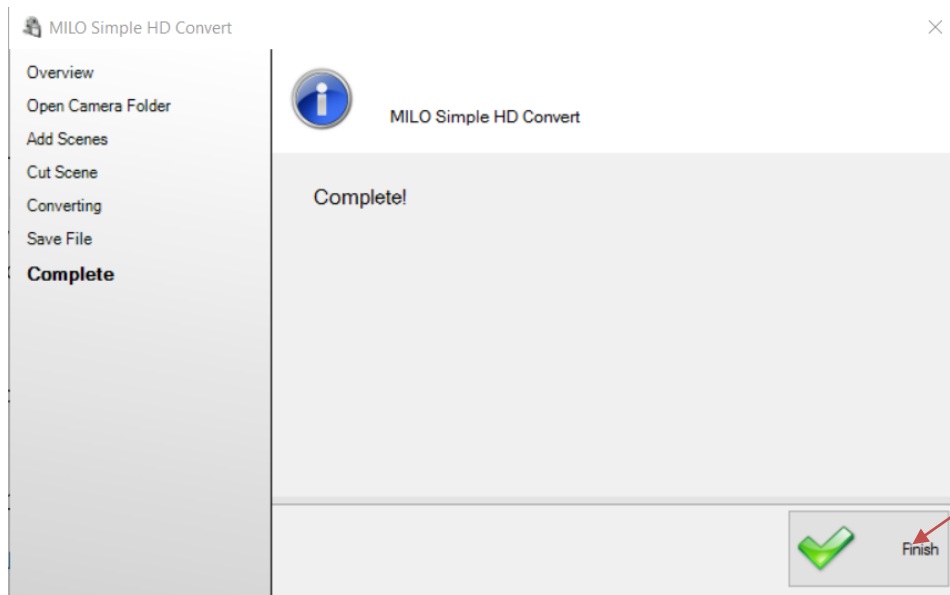 MILO Simple HD Convert
Overview
Open Camera Folder
Add Scenes
Cut Scene
Converting
Save File
Complete
MILO Simple HD Convert
Complete!
Finish